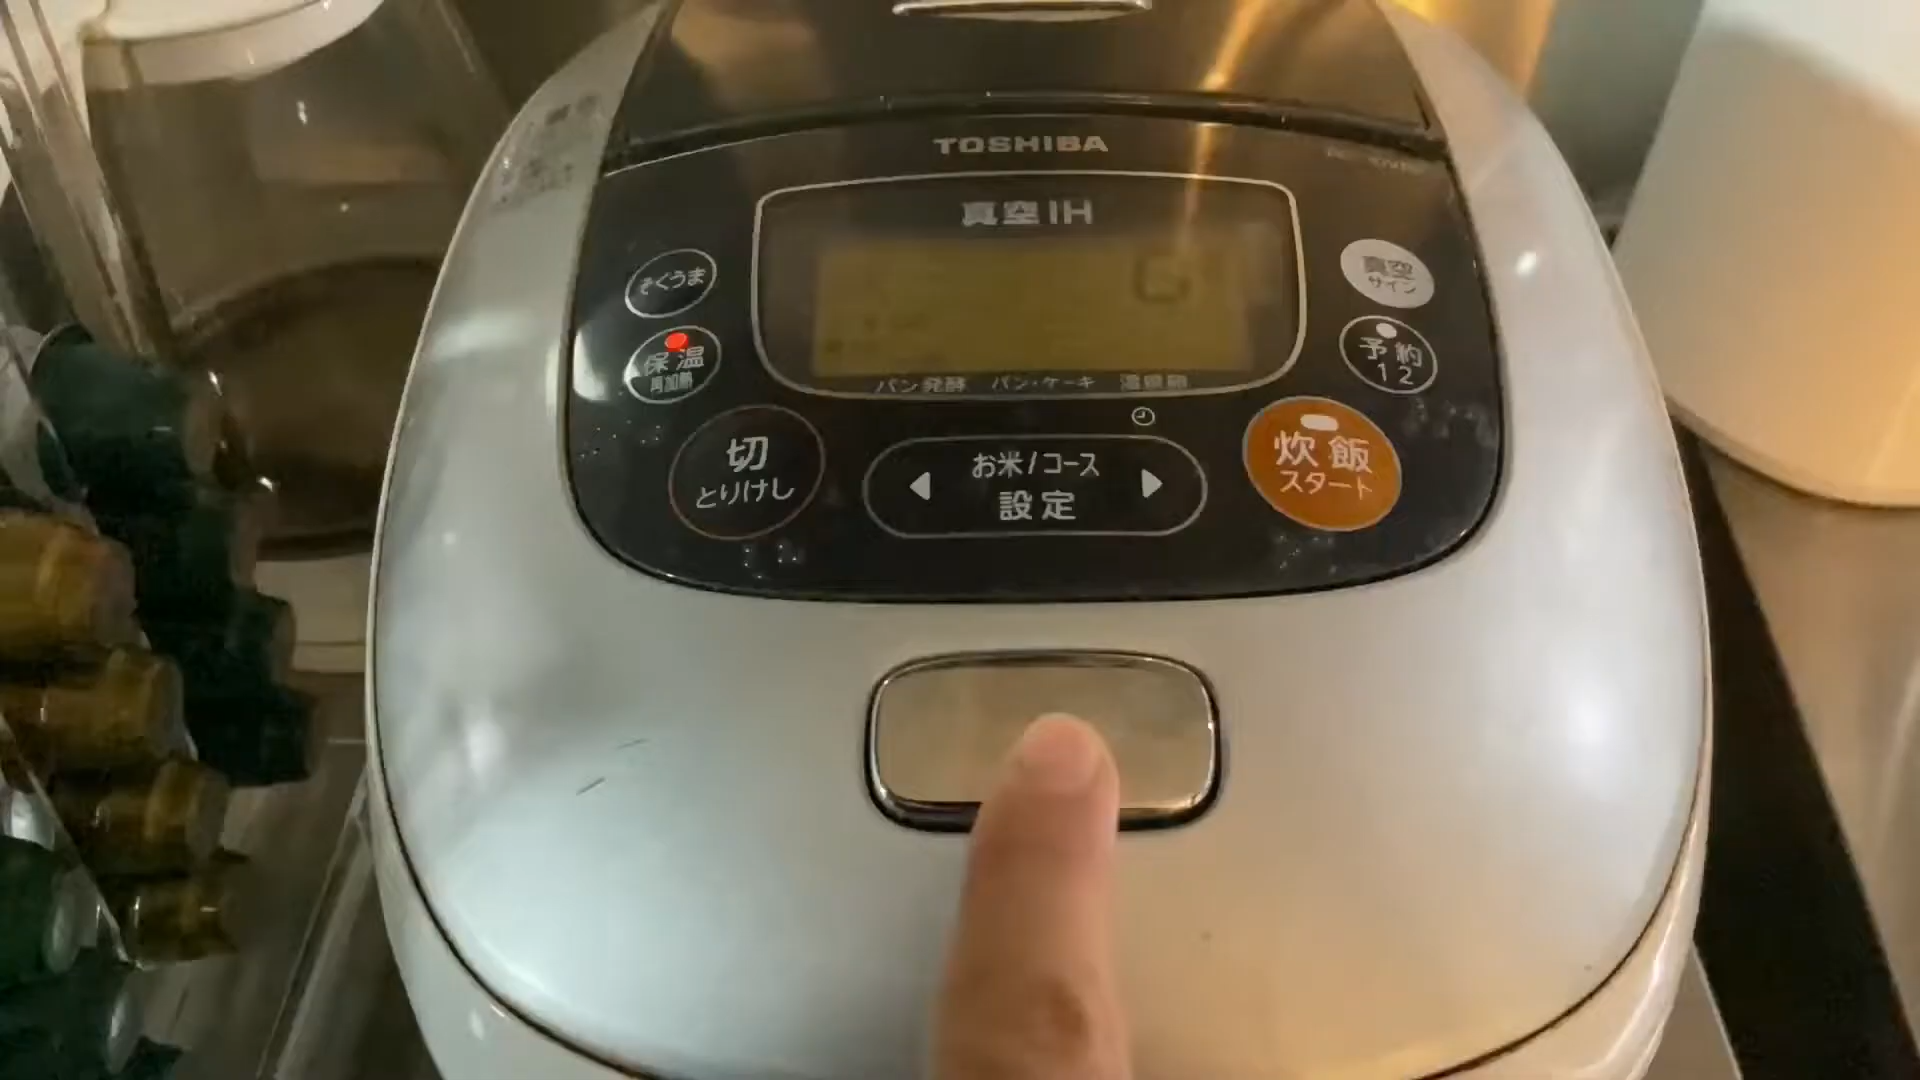 TOSHIBA
真空IH
そくうま
真空
サイン
保温
再加熱
予約
12
パン発酵 パン・ケーキ 温泉卵
切
とりけし
お米/コース
設定
炊飯
スタート